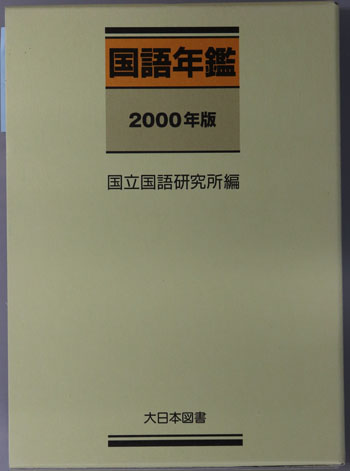 国語年鑑
2000年版
国立国語研究所編
大日本図書